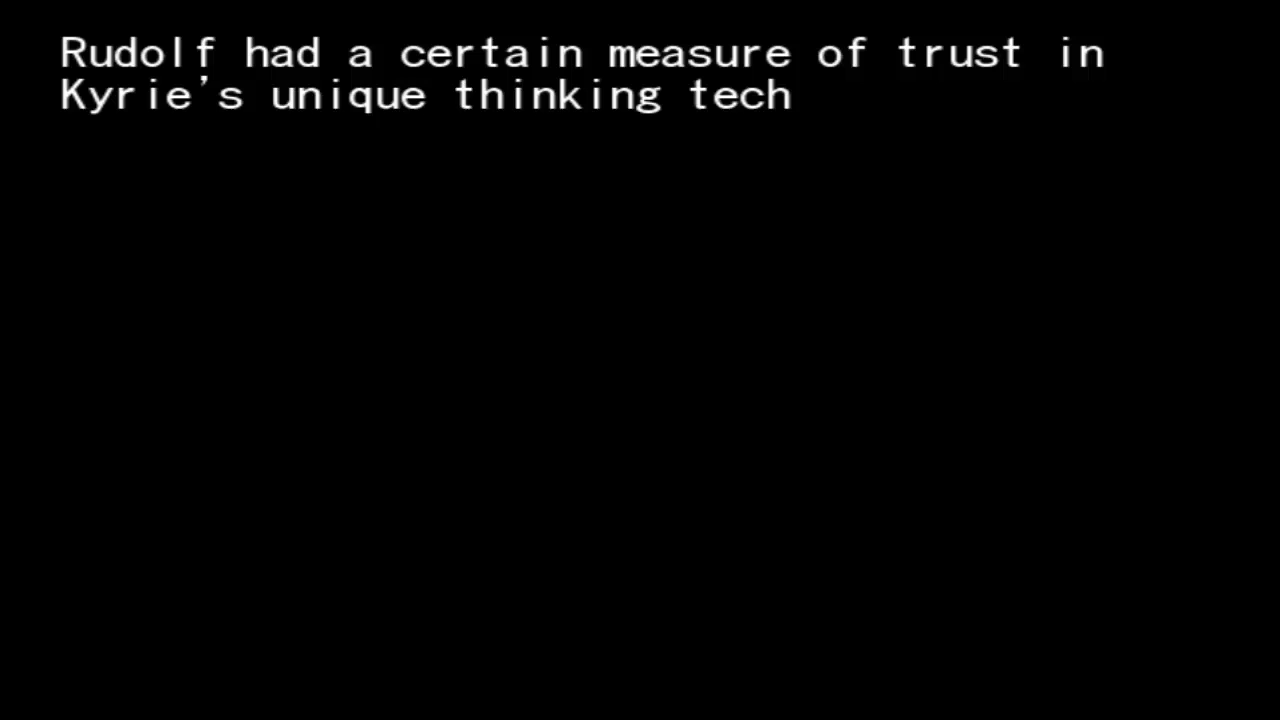 Rudolf had a certain measure of trust in
Kyrie's unique thinking tech